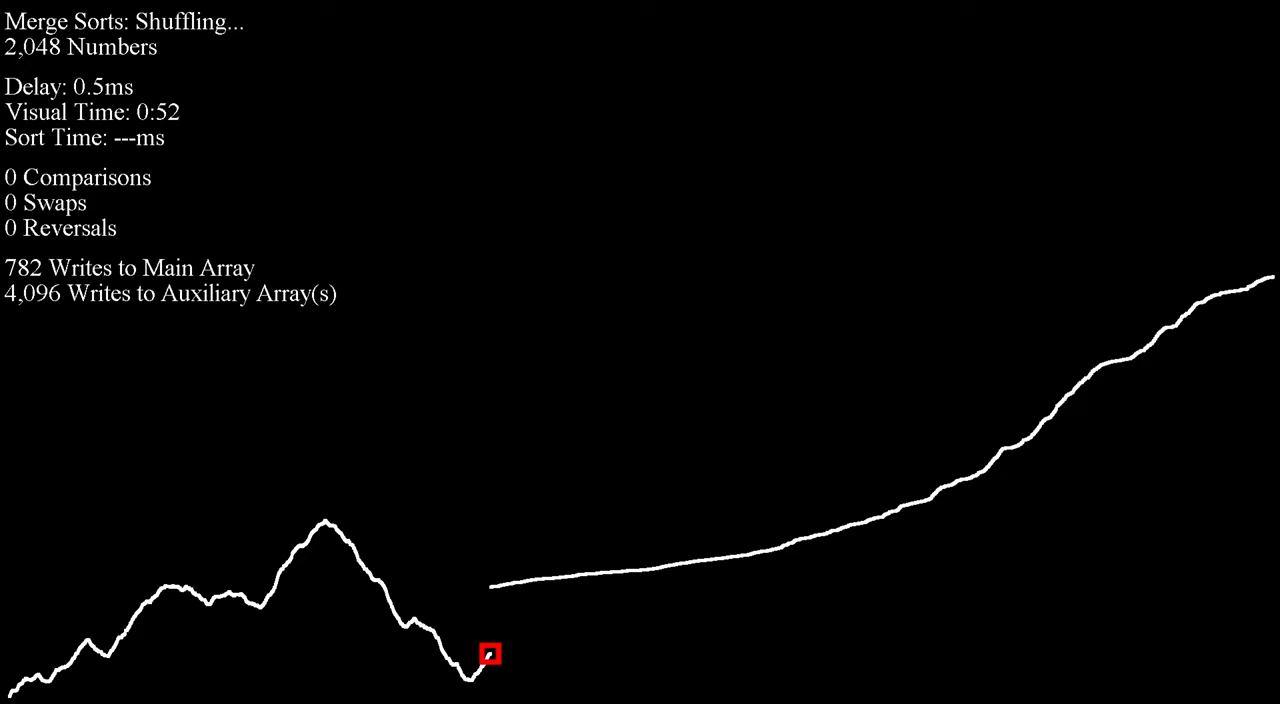 Merge Sorts: Shuffling...
2,048 Numbers
Delay: 0.5ms
Visual Time: 0:52
Sort Time: ---ms
0 Comparisons
0 Swaps
0 Reversals
782 Writes to Main Array
4,096 Writes to Auxiliary Array(s)